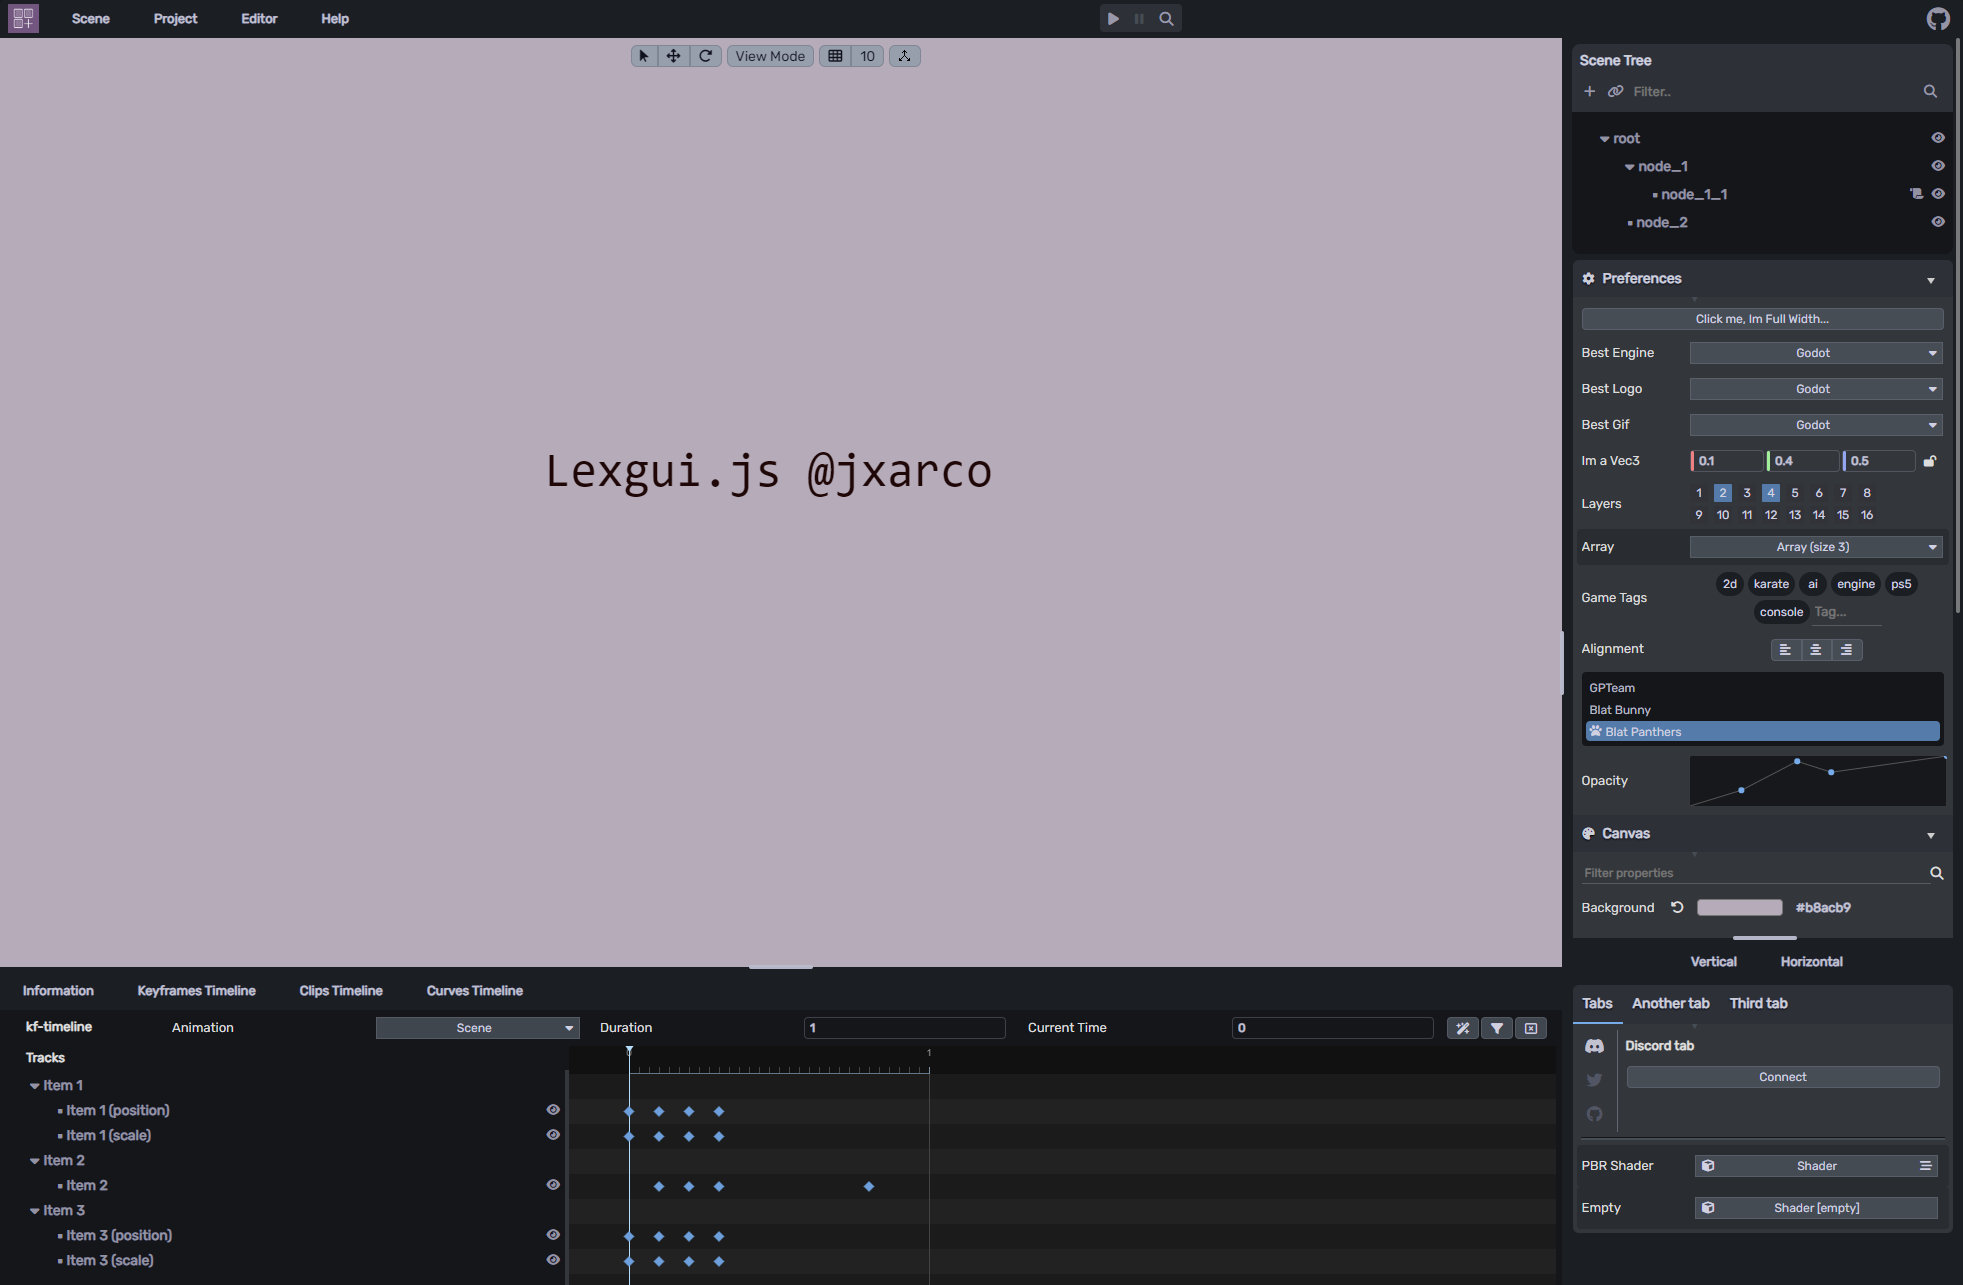 Scene Project Editor Help
View Mode 10
Lexgui.js @jxarco
Scene Tree
Filter..
root
node_1
node_1_1
node_2
Preferences
Click me, Im Full Width...
Best Engine Godot
Best Logo Godot
Best Gif Godot
Im a Vec3 0.1 0.4 0.5
Layers
1 2 3 4 5 6 7 8
9 10 11 12 13 14 15 16
Array Array (size 3)
Game Tags
2d karate ai engine ps5
console Tag...
Alignment
GPTeam
Blat Bunny
Blat Panthers
Opacity
Canvas
Filter properties
Background #b8acb9
Vertical Horizontal
Tabs Another tab Third tab
Discord tab
Connect
PBR Shader Shader
Empty Shader [empty]
Information Keyframes Timeline Clips Timeline Curves Timeline
kf-timeline Animation Scene Duration 1 Current Time 0
Tracks
0 1
Item 1
Item 1 (position)
Item 1 (scale)
Item 2
Item 2
Item 3
Item 3 (position)
Item 3 (scale)